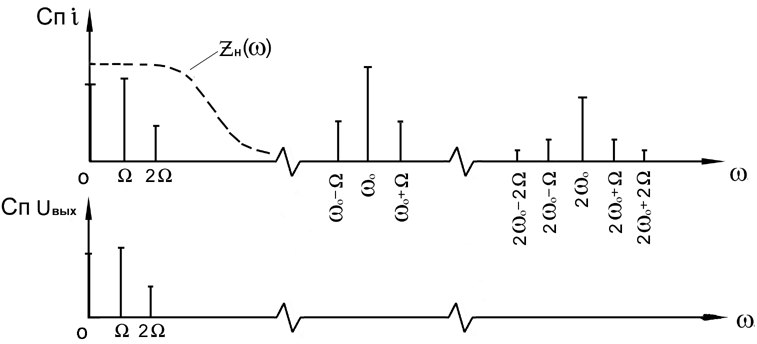 Сп i
Zн(ω)
о Ω 2Ω ω₀-Ω ω₀ ω₀+Ω 2ω₀-2Ω 2ω₀-Ω 2ω₀ 2ω₀+Ω 2ω₀+2Ω ω
Сп Uвых
о Ω 2Ω ω